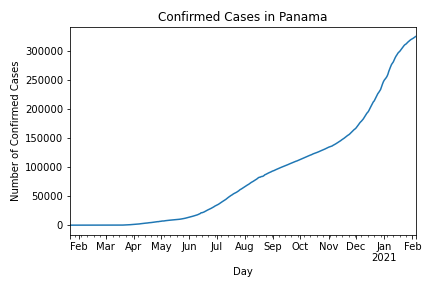 Confirmed Cases in Panama
Number of Confirmed Cases
300000
250000
200000
150000
100000
50000
0
Feb Mar Apr May Jun Jul Aug Sep Oct Nov Dec Jan Feb
2021
Day